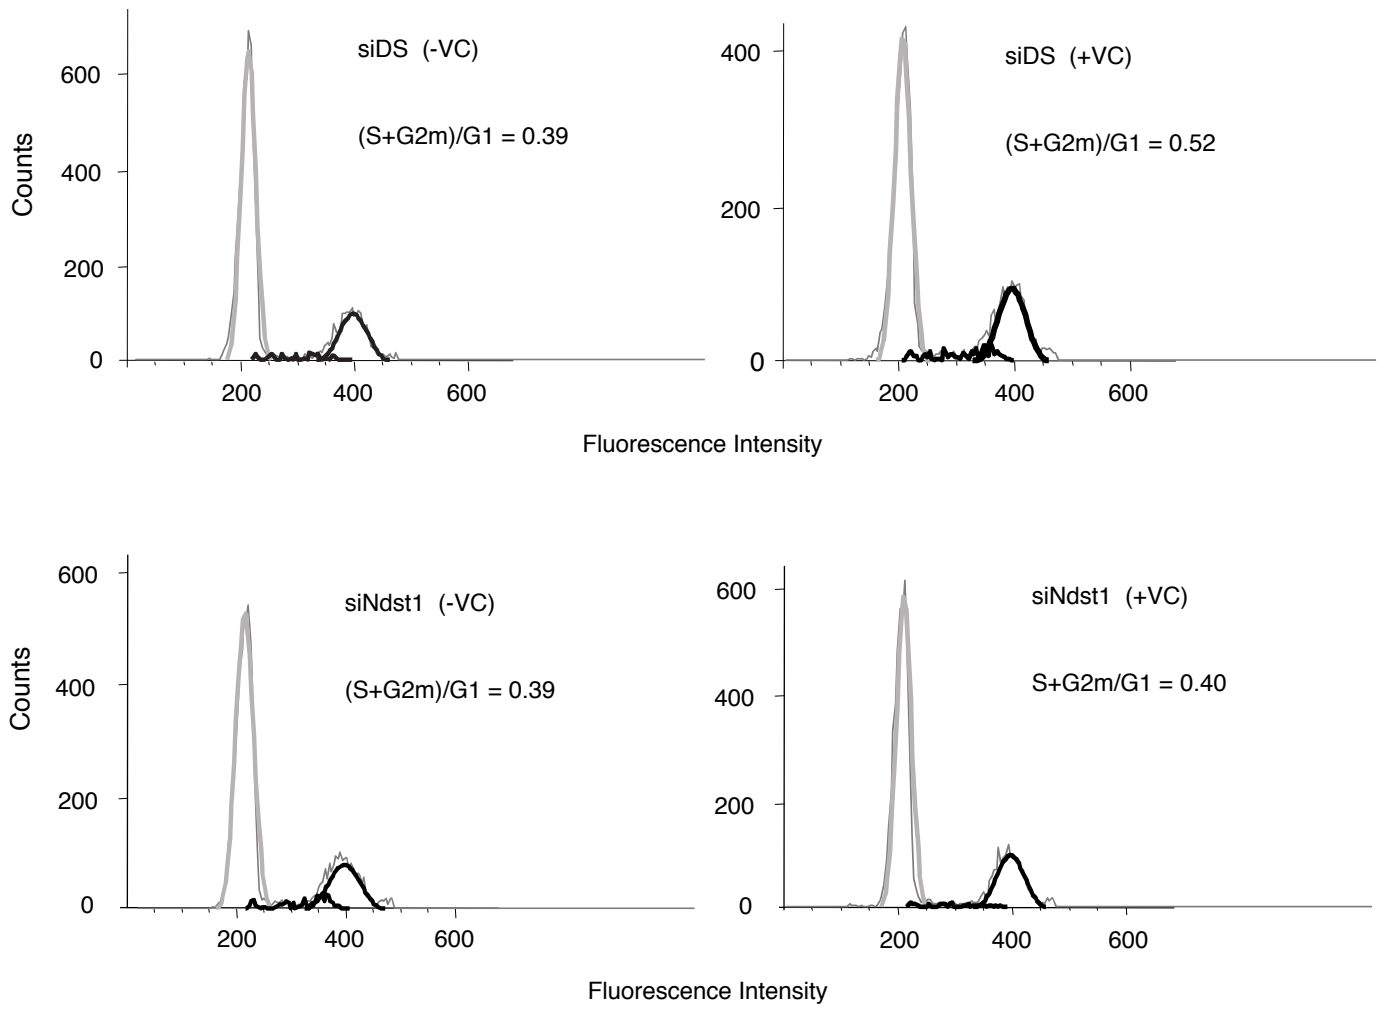 siDS (-VC)
(S+G2m)/G1 = 0.39
Counts
600
400
200
0
200 400 600
siDS (+VC)
(S+G2m)/G1 = 0.52
400
200
0
200 400 600
Fluorescence Intensity
siNdst1 (-VC)
(S+G2m)/G1 = 0.39
Counts
600
400
200
0
200 400 600
siNdst1 (+VC)
S+G2m/G1 = 0.40
600
400
200
0
200 400 600
Fluorescence Intensity